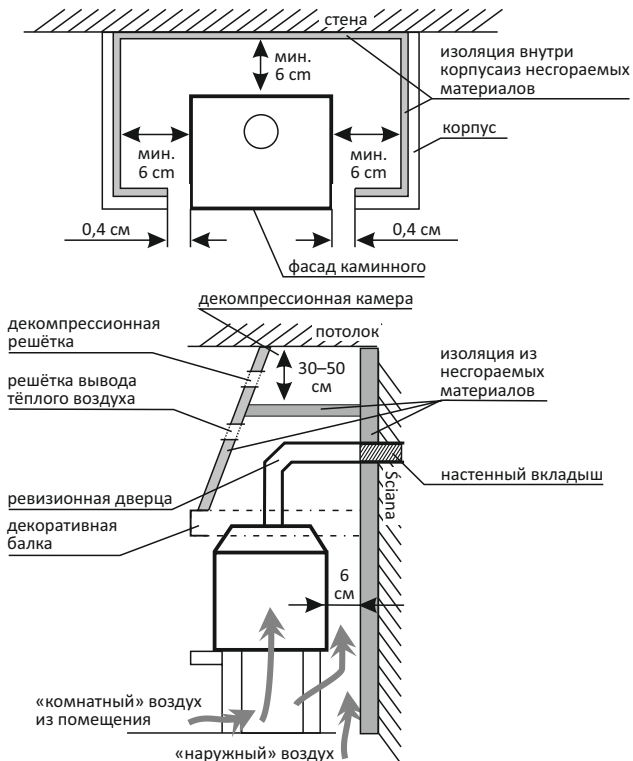 стена
мин.
6 cm
изоляция внутри
корпусаиз несгораемых
материалов
корпус
мин.
6 cm
мин.
6 cm
0,4 см
0,4 см
фасад каминного
декомпрессионная камера
потолок
декомпрессионная
решётка
30–50
см
изоляция из
несгораемых
материалов
решётка вывода
тёплого воздуха
настенный вкладыш
ревизионная дверца
Ściana
декоративная
балка
6
см
«комнатный» воздух
из помещения
«наружный» воздух